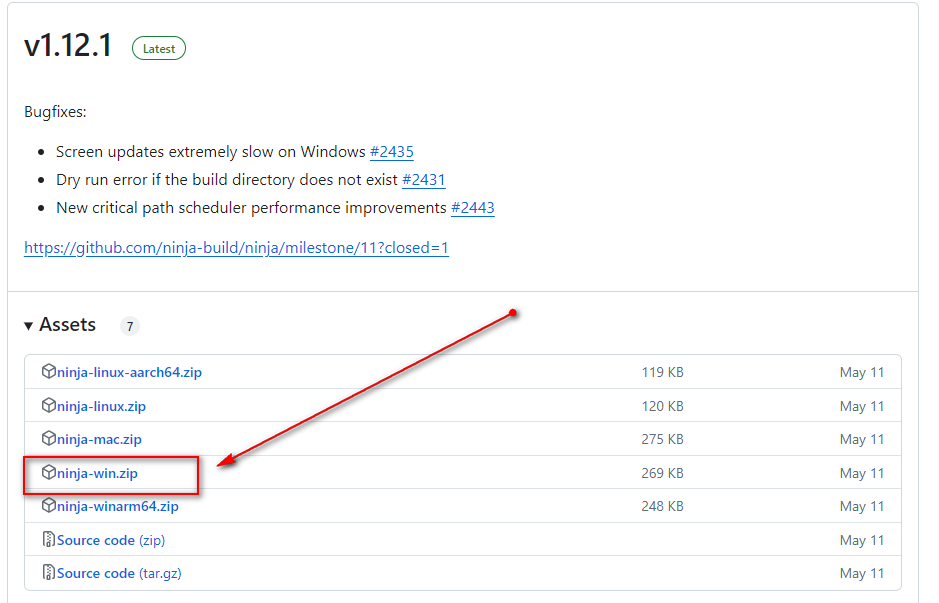 v1.12.1 Latest
Bugfixes:
Screen updates extremely slow on Windows #2435
Dry run error if the build directory does not exist #2431
New critical path scheduler performance improvements #2443
https://github.com/ninja-build/ninja/milestone/11?closed=1
Assets 7
ninja-linux-aarch64.zip 119 KB May 11
ninja-linux.zip 120 KB May 11
ninja-mac.zip 275 KB May 11
ninja-win.zip 269 KB May 11
ninja-winarm64.zip 248 KB May 11
Source code (zip) May 11
Source code (tar.gz) May 11